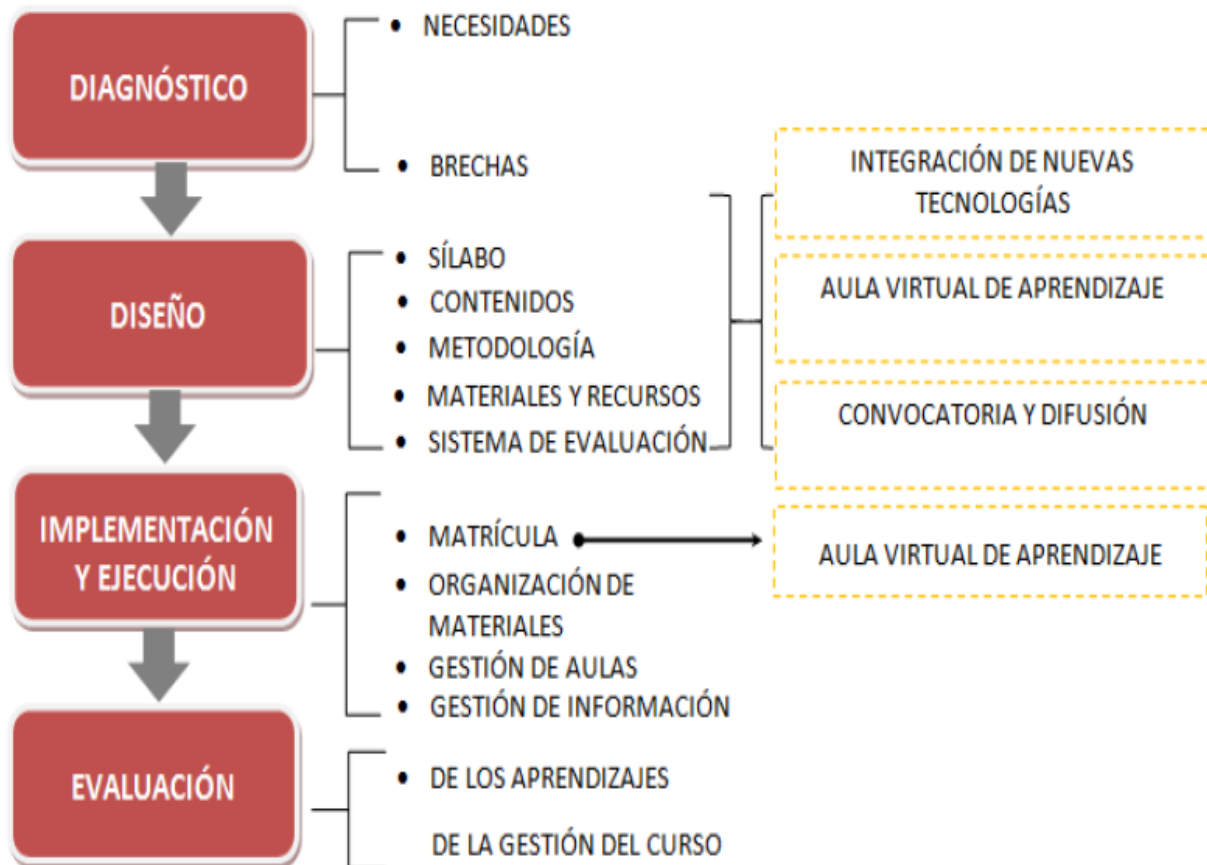 DIAGNÓSTICO
• NECESIDADES
• BRECHAS
DISEÑO
• SÍLABO
• CONTENIDOS
• METODOLOGÍA
• MATERIALES Y RECURSOS
• SISTEMA DE EVALUACIÓN
INTEGRACIÓN DE NUEVAS
TECNOLOGÍAS
AULA VIRTUAL DE APRENDIZAJE
CONVOCATORIA Y DIFUSIÓN
IMPLEMENTACIÓN
Y EJECUCIÓN
• MATRÍCULA
AULA VIRTUAL DE APRENDIZAJE
• ORGANIZACIÓN DE
MATERIALES
• GESTIÓN DE AULAS
• GESTIÓN DE INFORMACIÓN
EVALUACIÓN
• DE LOS APRENDIZAJES
DE LA GESTIÓN DEL CURSO